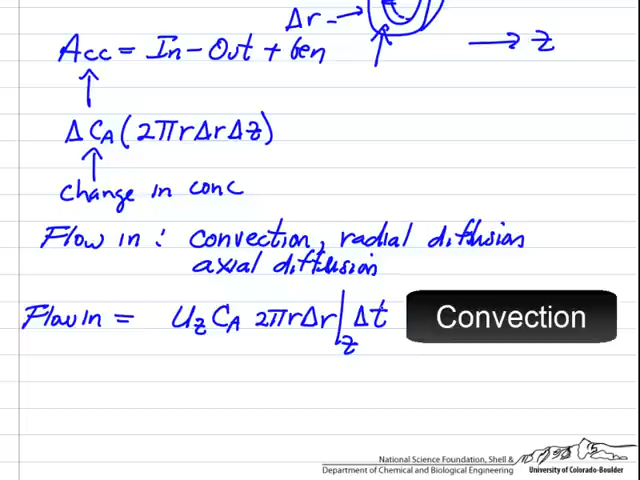 Δr
Acc = In - Out + Gen
z
ΔC_A (2πrΔrΔz)
change in conc
Flow in : convection, radial diffusion
axial diffusion
Flow in = U_z C_A 2πrΔr|_z Δt
Convection
National Science Foundation, Shell &
Department of Chemical and Biological Engineering
University of Colorado-Boulder